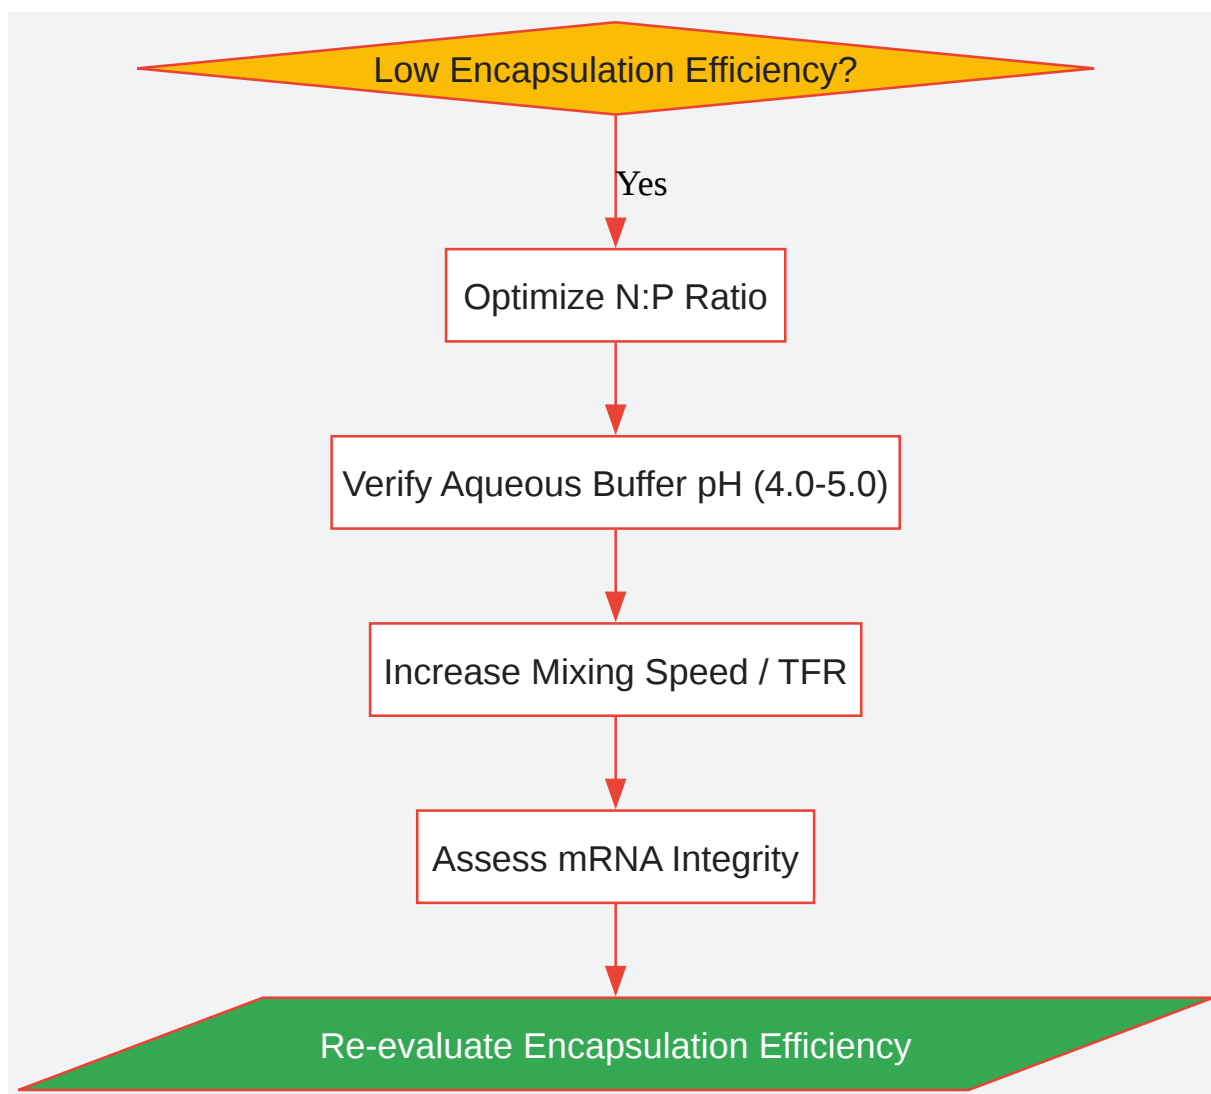 Low Encapsulation Efficiency?
Yes
Optimize N:P Ratio
Verify Aqueous Buffer pH (4.0-5.0)
Increase Mixing Speed / TFR
Assess mRNA Integrity
Re-evaluate Encapsulation Efficiency